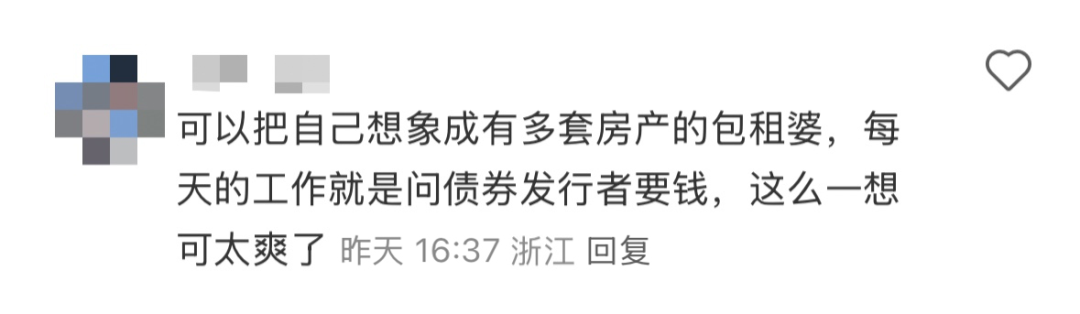 可以把自己想象成有多套房产的包租婆，每
天的工作就是问债券发行者要钱，这么一想
可太爽了 昨天 16:37 浙江 回复